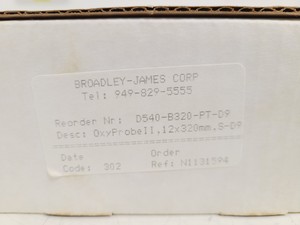 BROADLEY-JAMES CORP
Tel: 949-829-5555
Reorder Nr: D540-B320-PT-D9
Desc: OxyProbeII,12x320mm,S-D9
Date Order
Code: 902 Ref: N1131594